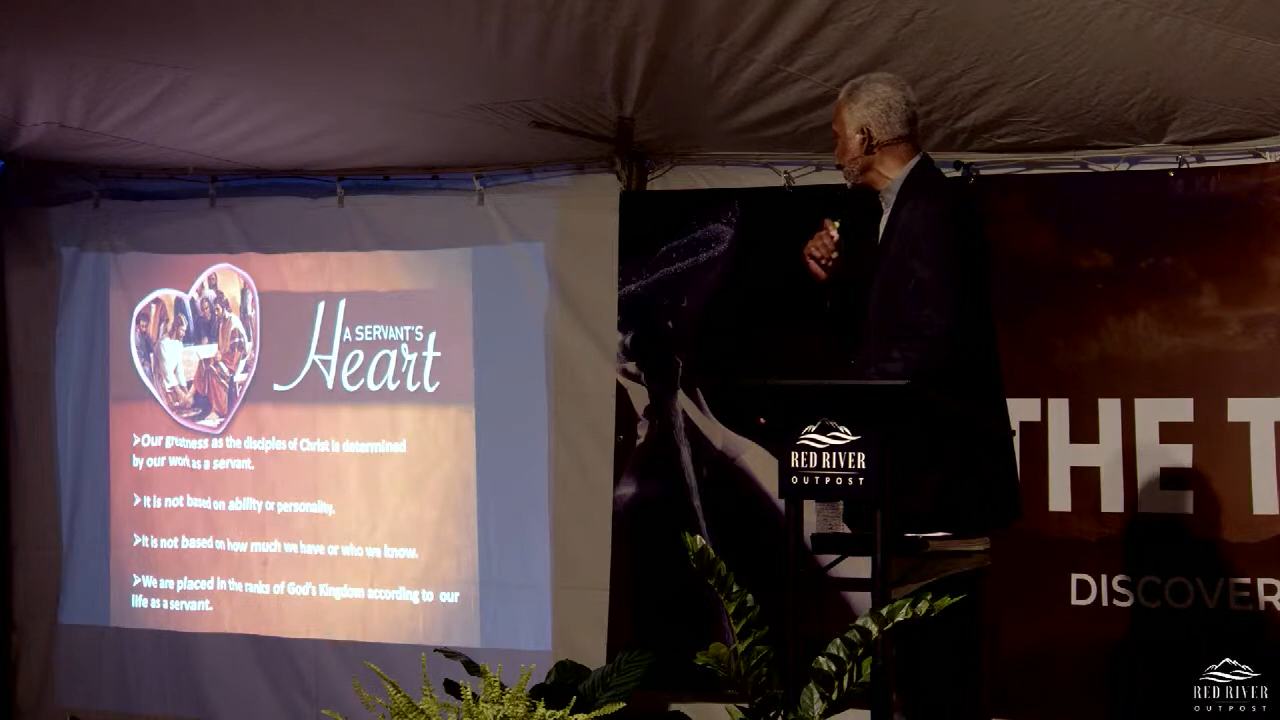 A SERVANT'S
Heart
➢Our greatness as the disciples of Christ is determined
by our work as a servant.
➢It is not based on ability or personality.
➢It is not based on how much we have or who we know.
➢We are placed in the ranks of God's Kingdom according to our
life as a servant.
RED RIVER
OUTPOST
THE T
DISCOVER
RED RIVER
OUTPOST